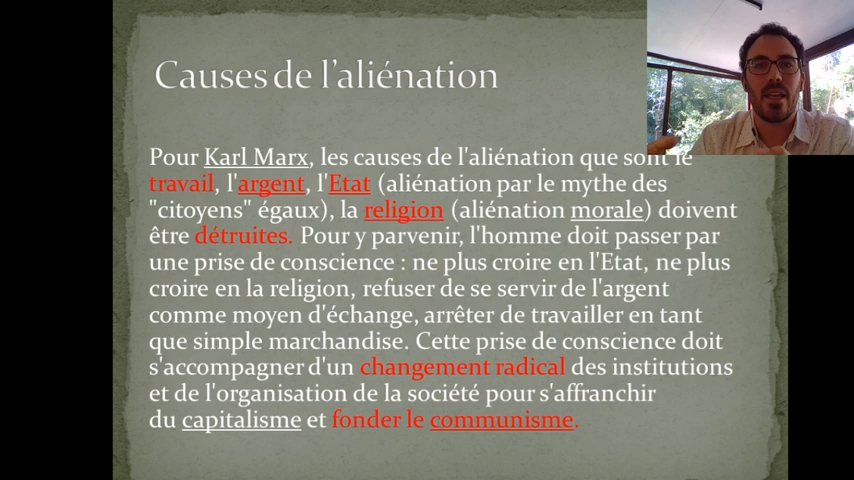 Causes de l'aliénation
Pour Karl Marx, les causes de l'aliénation que sont le
travail, l'argent, l'Etat (aliénation par le mythe des
"citoyens" égaux), la religion (aliénation morale) doivent
être détruites. Pour y parvenir, l'homme doit passer par
une prise de conscience : ne plus croire en l'Etat, ne plus
croire en la religion, refuser de se servir de l'argent
comme moyen d'échange, arrêter de travailler en tant
que simple marchandise. Cette prise de conscience doit
s'accompagner d'un changement radical des institutions
et de l'organisation de la société pour s'affranchir
du capitalisme et fonder le communisme.